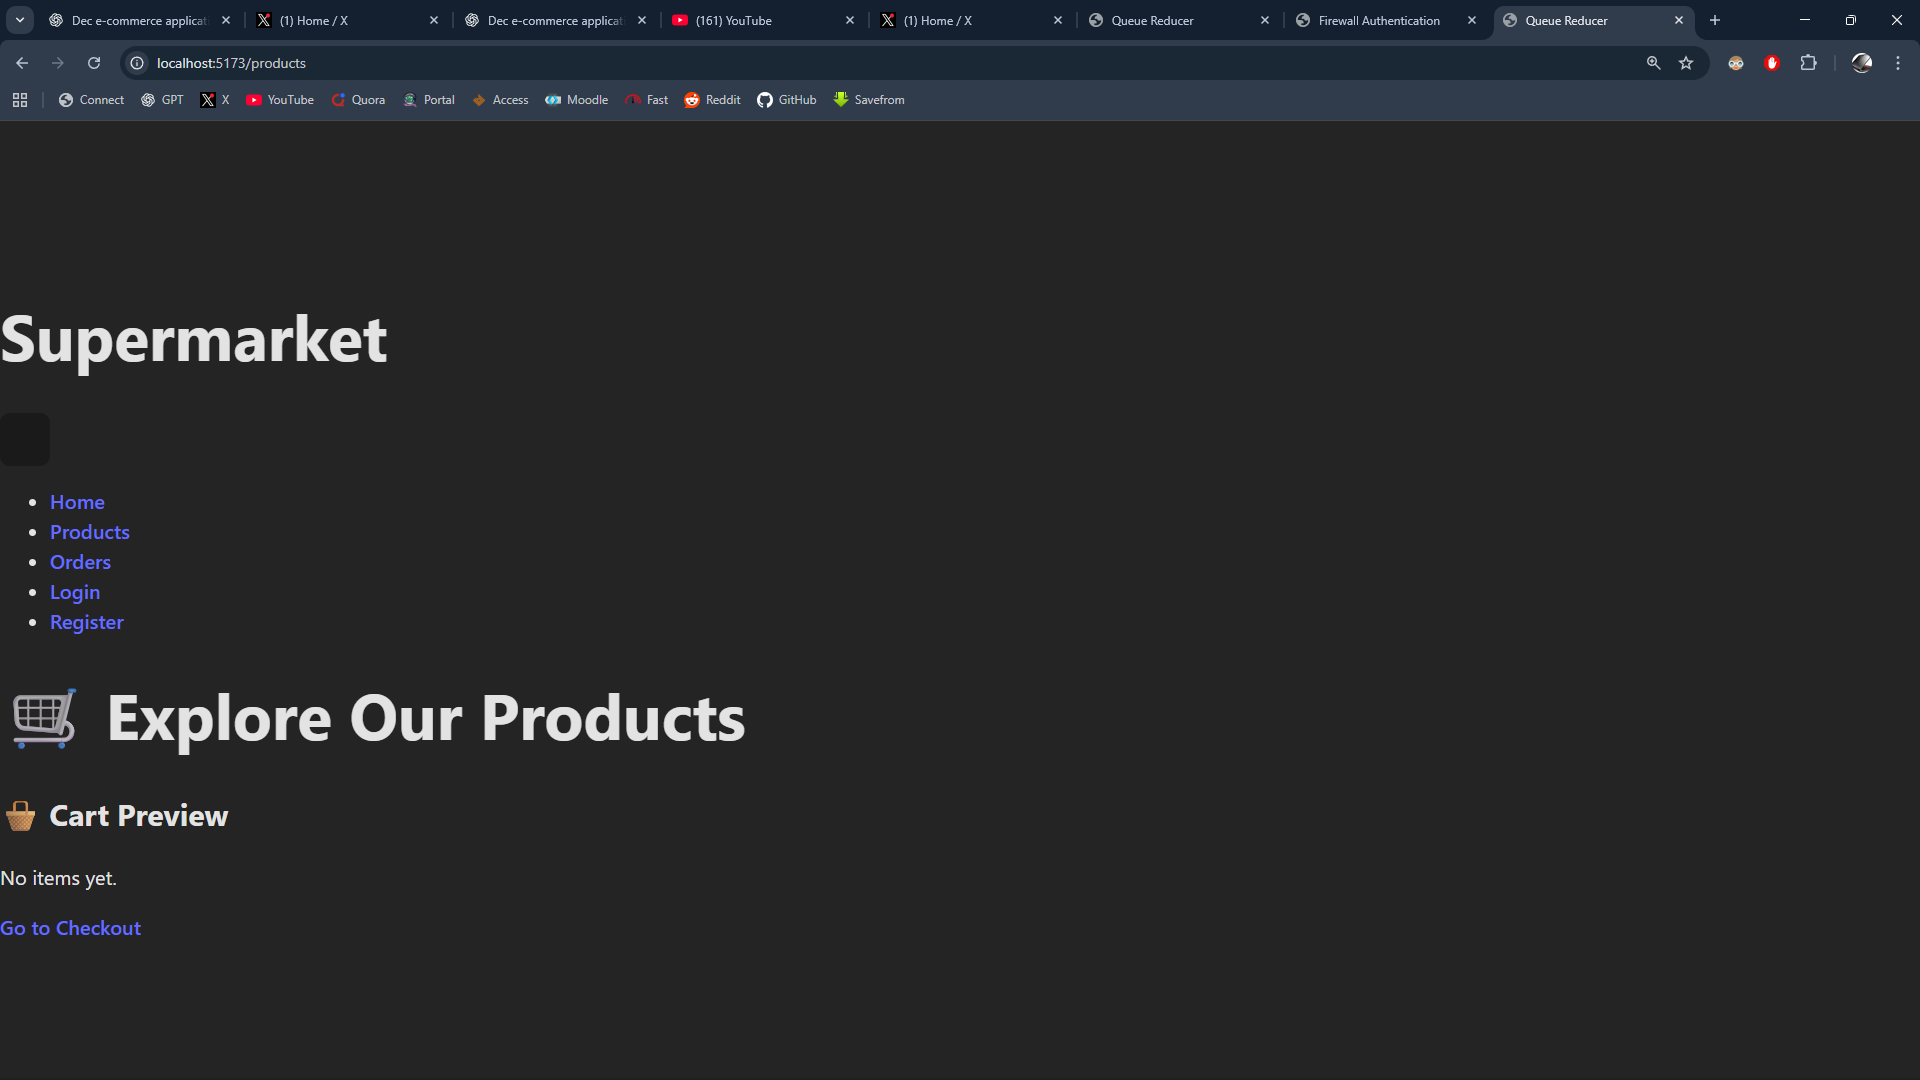 Dec e-commerce applicat
(1) Home / X
Dec e-commerce applicat
(161) YouTube
(1) Home / X
Queue Reducer
Firewall Authentication
Queue Reducer
localhost:5173/products
Connect
GPT
X
YouTube
Quora
Portal
Access
Moodle
Fast
Reddit
GitHub
Savefrom
Supermarket
Home
Products
Orders
Login
Register
Explore Our Products
Cart Preview
No items yet.
Go to Checkout